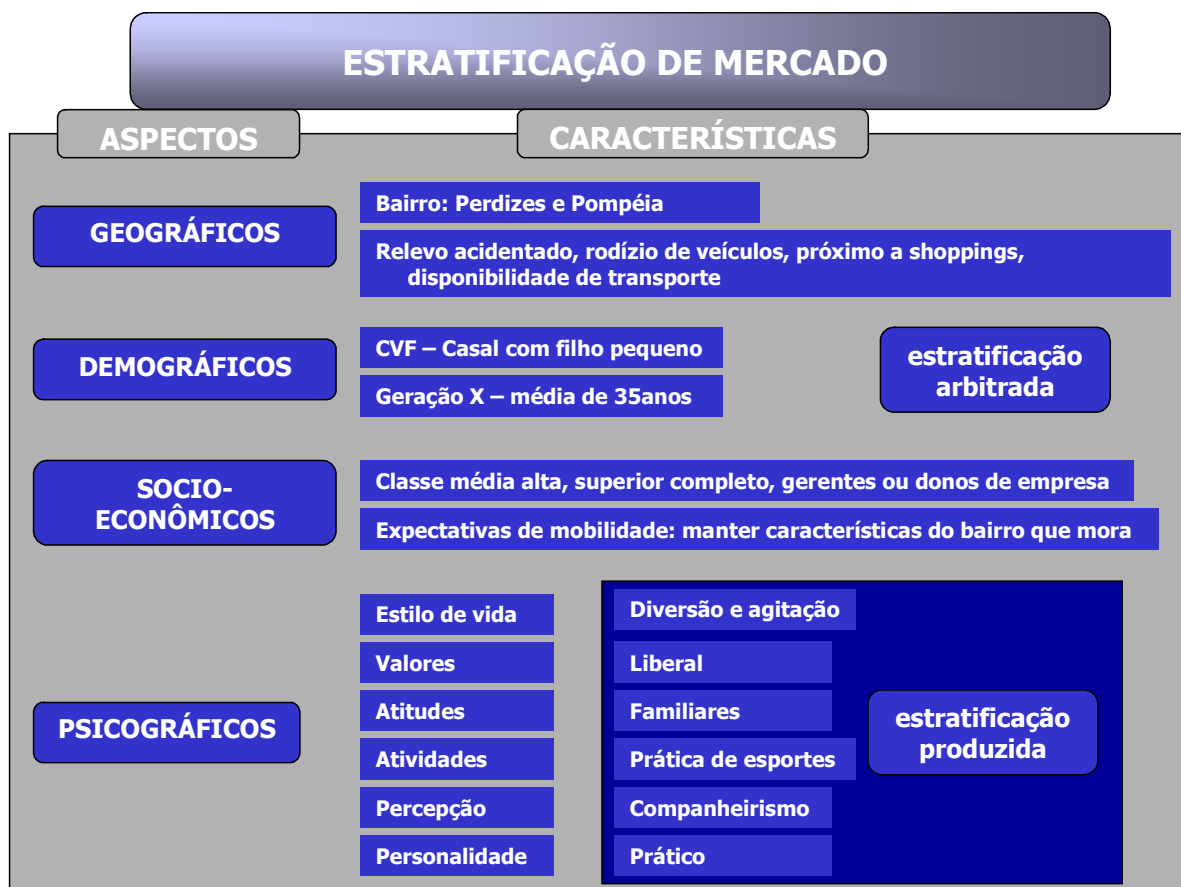 ESTRATIFICAÇÃO DE MERCADO
ASPECTOS
CARACTERÍSTICAS
GEOGRÁFICOS
Bairro: Perdizes e Pompéia
Relevo acidentado, rodízio de veículos, próximo a shoppings,
disponibilidade de transporte
DEMOGRÁFICOS
CVF – Casal com filho pequeno
Geração X – média de 35anos
estratificação
arbitrada
SOCIO-
ECONÔMICOS
Classe média alta, superior completo, gerentes ou donos de empresa
Expectativas de mobilidade: manter características do bairro que mora
PSICOGRÁFICOS
Estilo de vida
Diversão e agitação
Valores
Liberal
Atitudes
Familiares
Atividades
Prática de esportes
Percepção
Companheirismo
Personalidade
Prático
estratificação
produzida